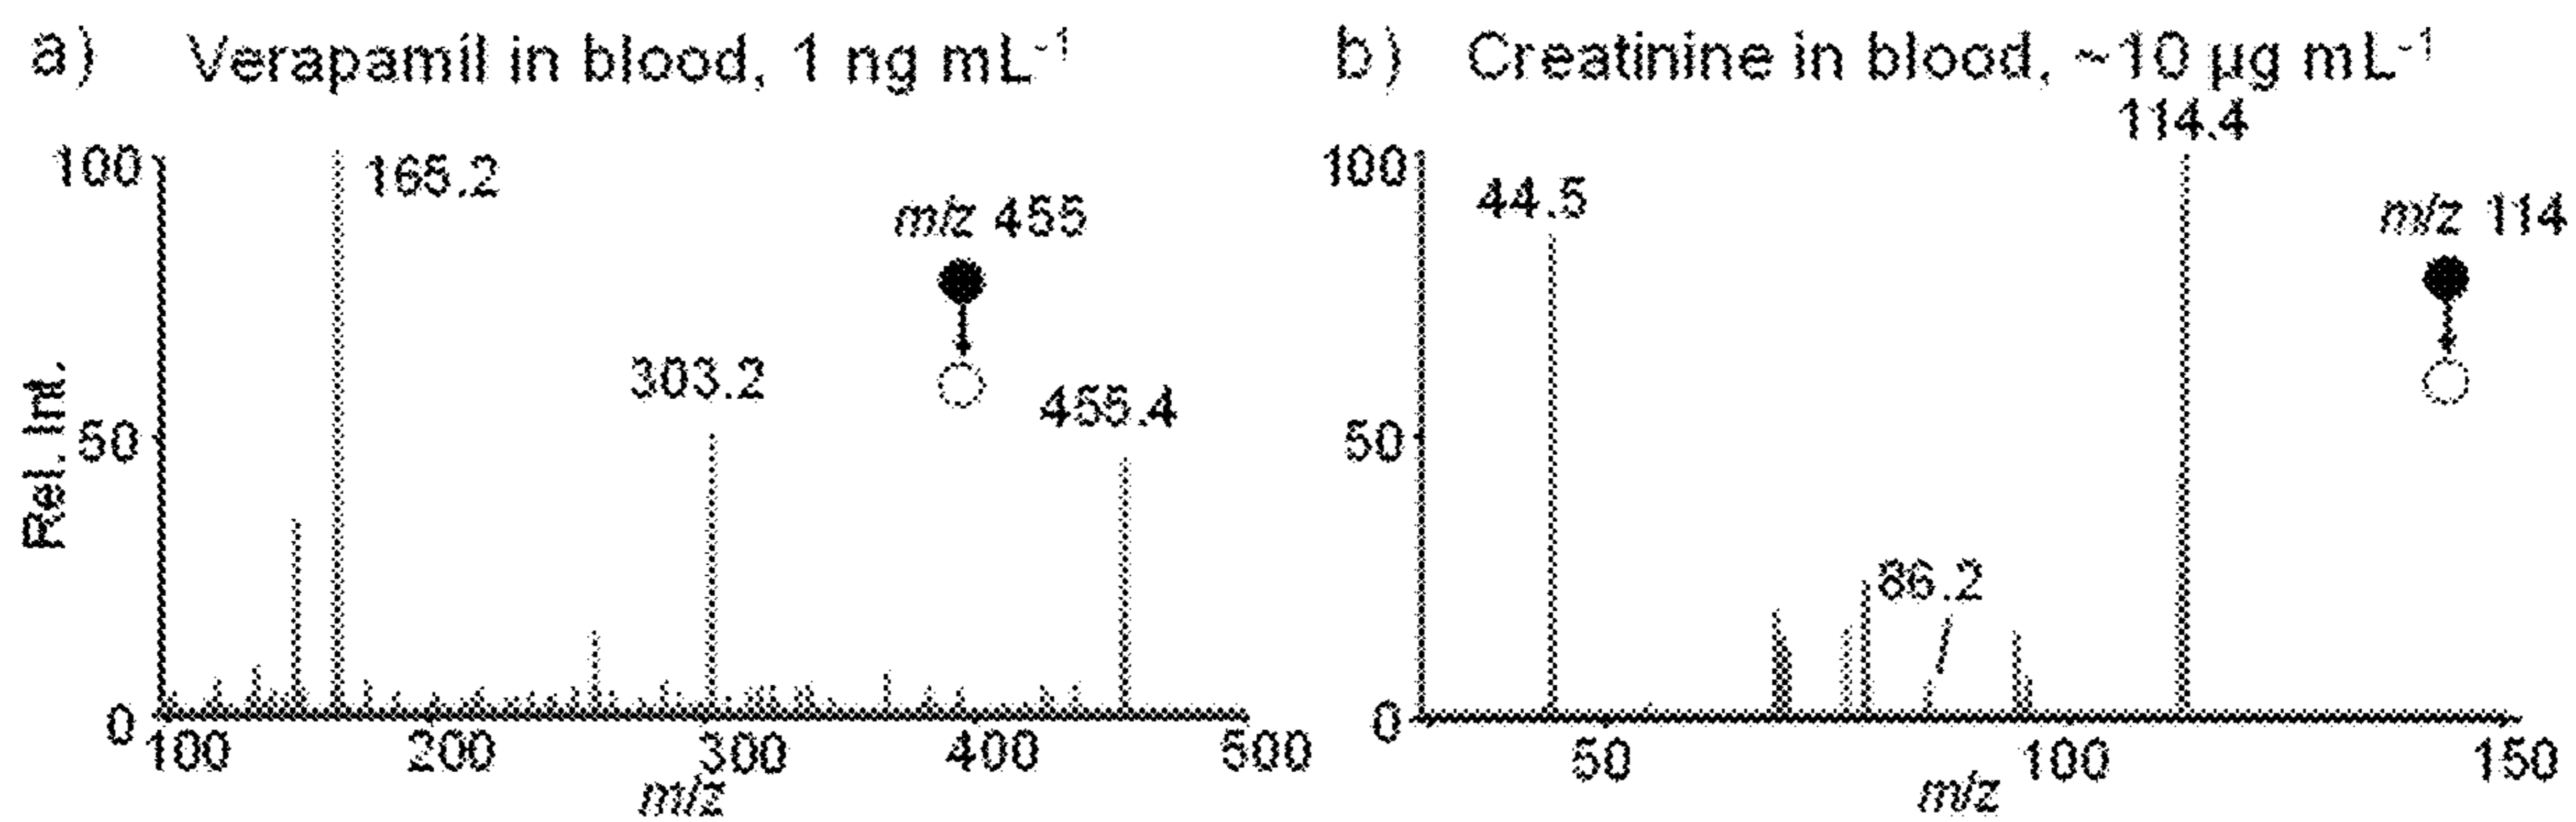 a) Verapamil in blood, 1 ng mL⁻¹
100
165.2
m/z 455
303.2
455.4
Rel. Int.
50
0
100 200 300 400 500
m/z
b) Creatinine in blood, ~10 µg mL⁻¹
114.4
100
44.5
m/z 114
50
86.2
0
50 100 150
m/z